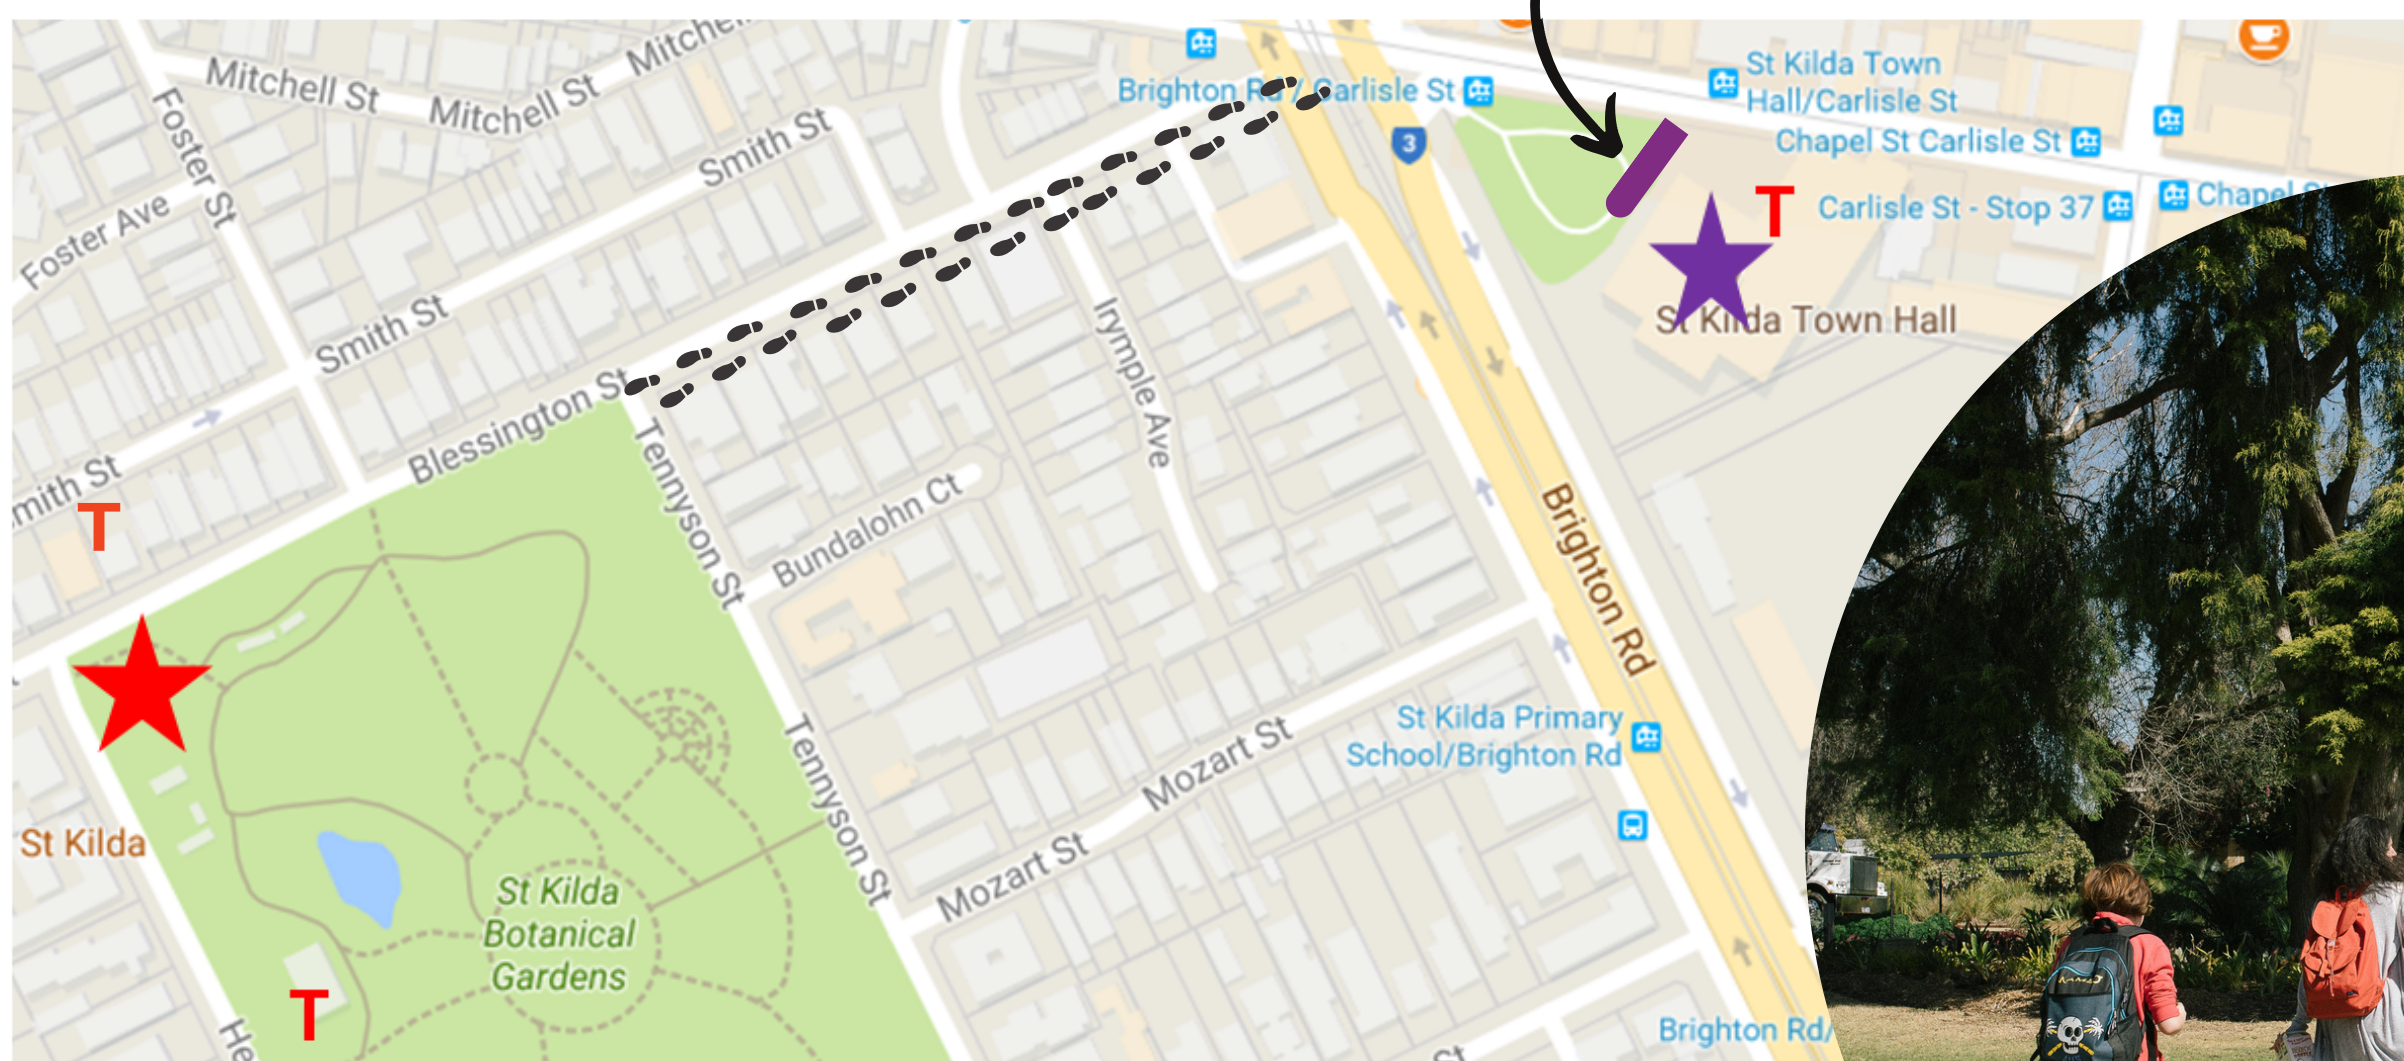 Mitchell St
Mitchell St
Foster St
Foster Ave
Smith St
Smith St
Brighton Rd / Carlisle St
3
St Kilda Town
Hall/Carlisle St
Chapel St Carlisle St
T
Carlisle St - Stop 37
Chapel
St Kilda Town Hall
Blessington St
Tennyson St
Irymple Ave
Bundalohn Ct
T
Brighton Rd
St Kilda Primary
School/Brighton Rd
Tennyson St
Mozart St
Mozart St
St Kilda
St Kilda
Botanical
Gardens
T
Brighton Rd/
St